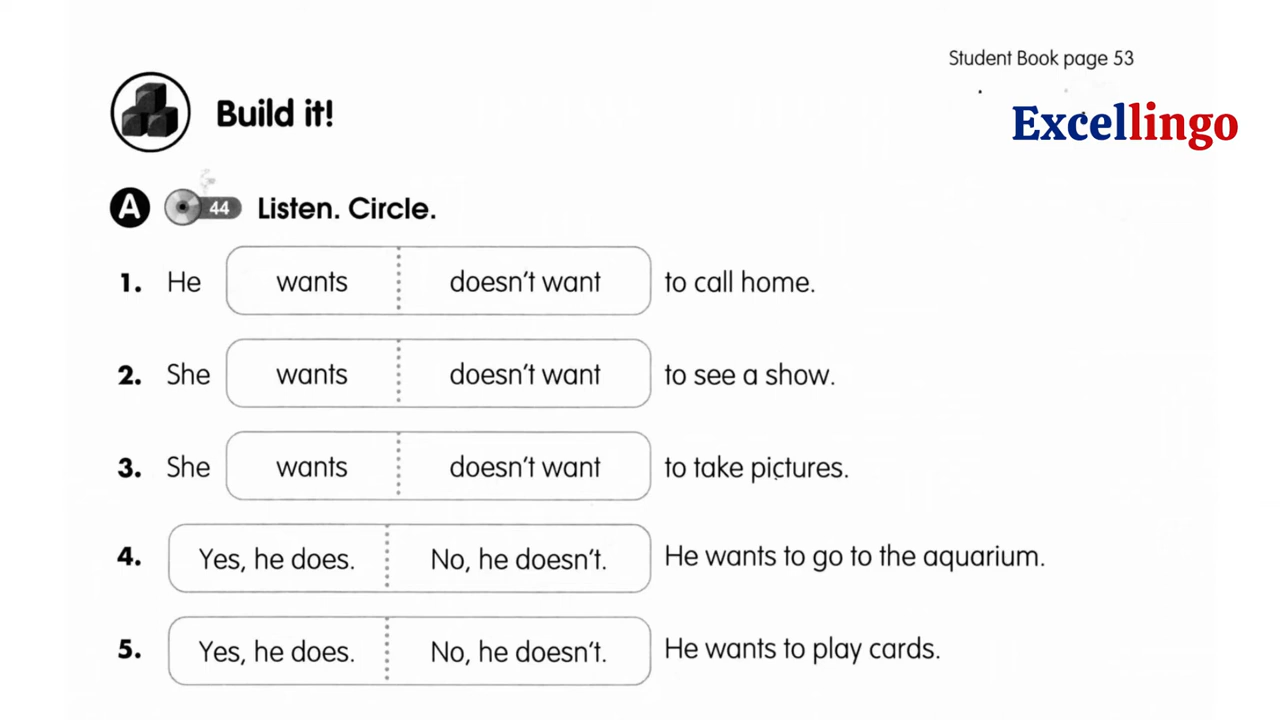 Student Book page 53
Build it!
Excellingo
A 44 Listen. Circle.
1. He wants doesn't want to call home.
2. She wants doesn't want to see a show.
3. She wants doesn't want to take pictures.
4. Yes, he does. No, he doesn't. He wants to go to the aquarium.
5. Yes, he does. No, he doesn't. He wants to play cards.